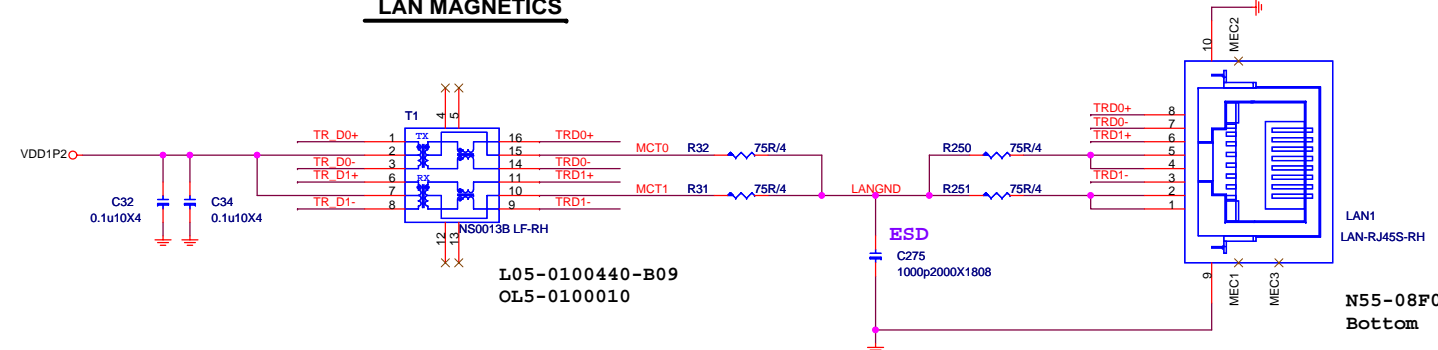 LAN MAGNETICS
VDD1P2
C32
0.1u10X4
C34
0.1u10X4
TR_D0+
TR_D0-
TR_D1+
TR_D1-
T1
4
5
1
2
3
6
7
8
TX
RX
16
15
14
11
10
9
12
13
NS0013B LF-RH
L05-0100440-B09
OL5-0100010
TRD0+
TRD0-
TRD1+
TRD1-
MCT0
MCT1
R32
75R/4
R31
75R/4
LANGND
ESD
C275
1000p2000X1808
R250
75R/4
R251
75R/4
TRD0+
TRD0-
TRD1+
TRD1-
8
7
6
5
4
3
2
1
10
MEC2
9
MEC1
MEC3
LAN1
LAN-RJ45S-RH
N55-08F0
Bottom